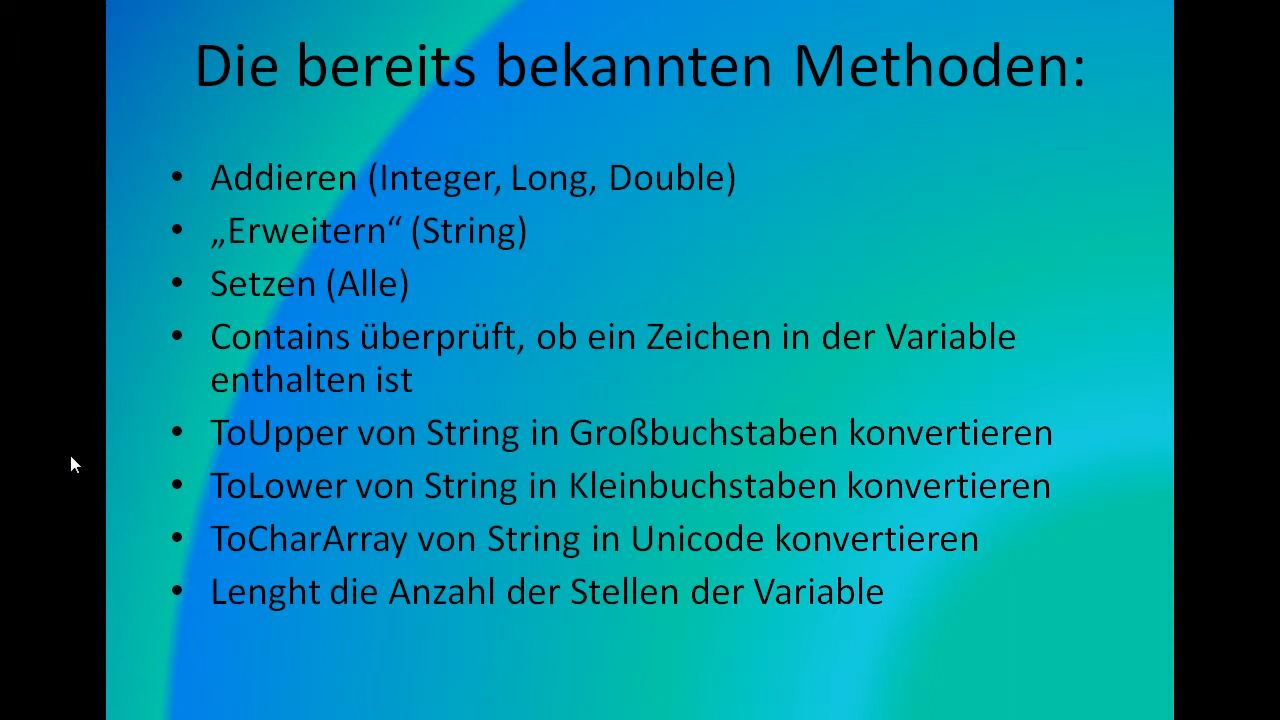 Die bereits bekannten Methoden:
• Addieren (Integer, Long, Double)
• „Erweitern“ (String)
• Setzen (Alle)
• Contains überprüft, ob ein Zeichen in der Variable
enthalten ist
• ToUpper von String in Großbuchstaben konvertieren
• ToLower von String in Kleinbuchstaben konvertieren
• ToCharArray von String in Unicode konvertieren
• Lenght die Anzahl der Stellen der Variable